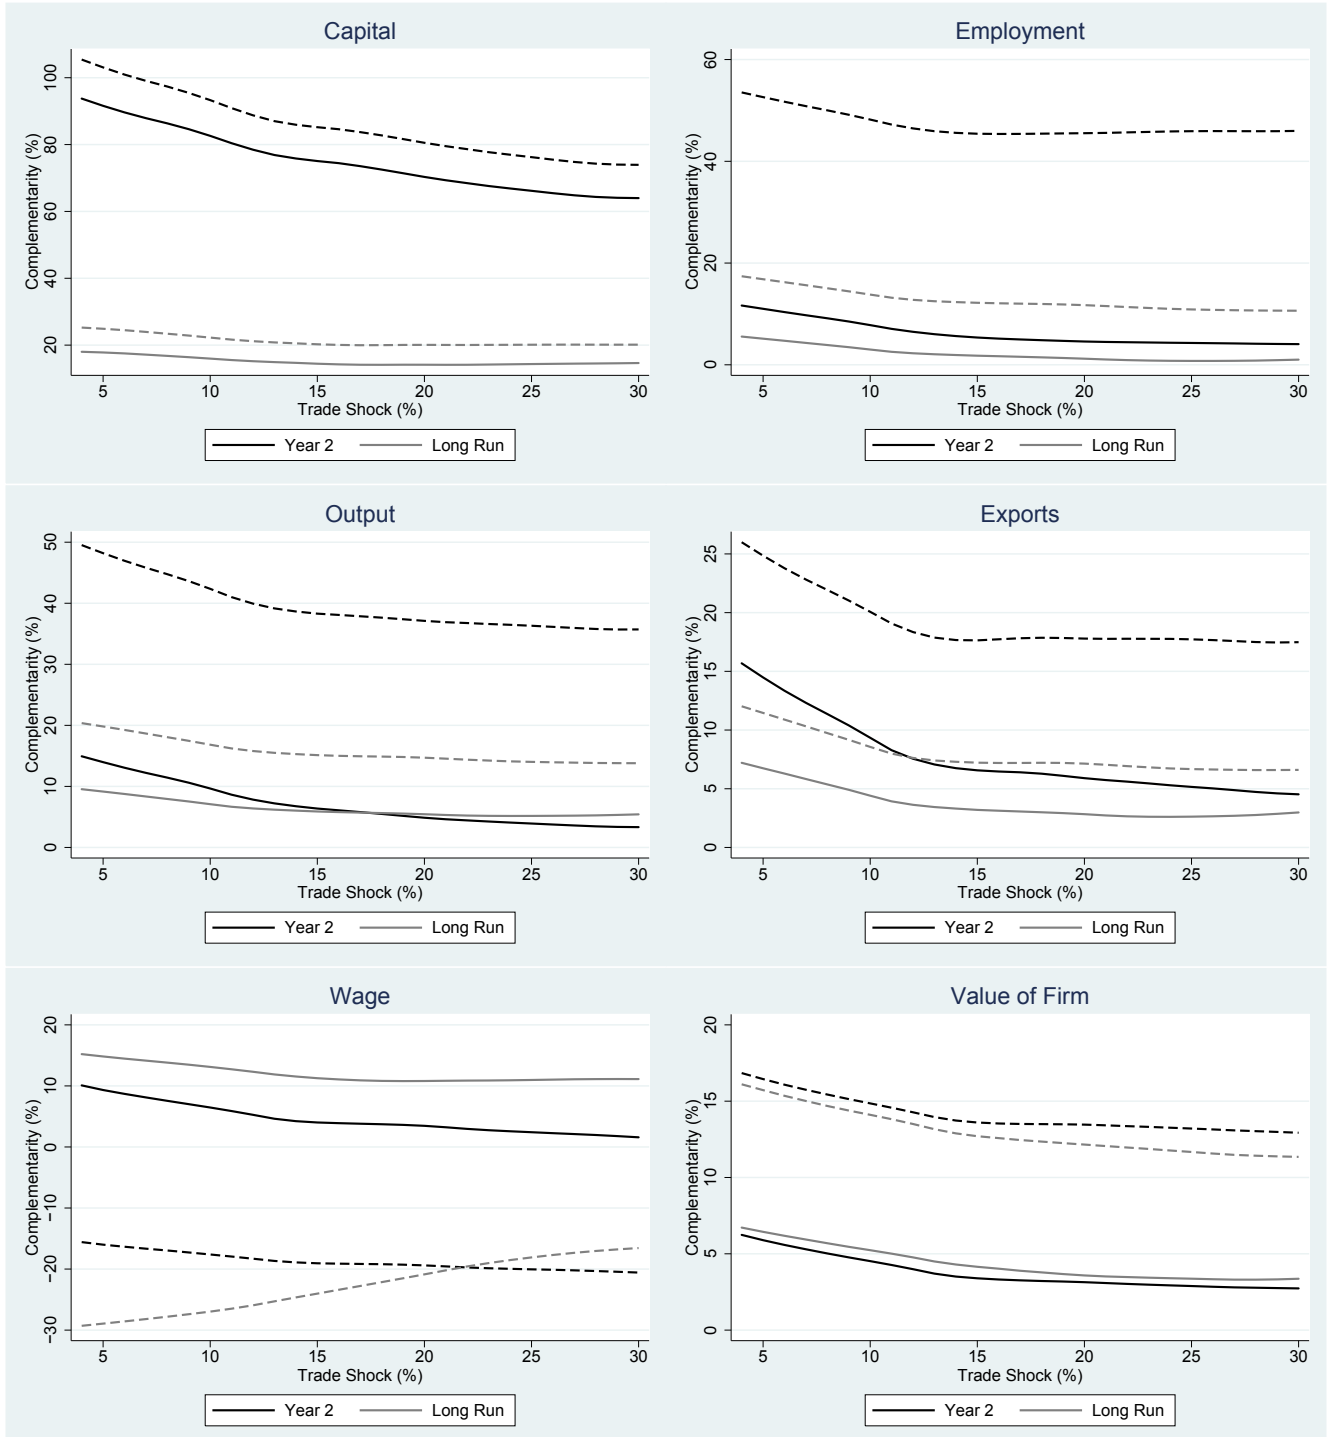 Capital
Complementarity (%)
100
80
60
40
20
5 10 15 20 25 30
Trade Shock (%)
Year 2 Long Run
Employment
Complementarity (%)
60
40
20
0
5 10 15 20 25 30
Trade Shock (%)
Year 2 Long Run
Output
Complementarity (%)
50
40
30
20
10
0
5 10 15 20 25 30
Trade Shock (%)
Year 2 Long Run
Exports
Complementarity (%)
25
20
15
10
5
0
5 10 15 20 25 30
Trade Shock (%)
Year 2 Long Run
Wage
Complementarity (%)
20
10
0
−10
−20
−30
5 10 15 20 25 30
Trade Shock (%)
Year 2 Long Run
Value of Firm
Complementarity (%)
20
15
10
5
0
5 10 15 20 25 30
Trade Shock (%)
Year 2 Long Run